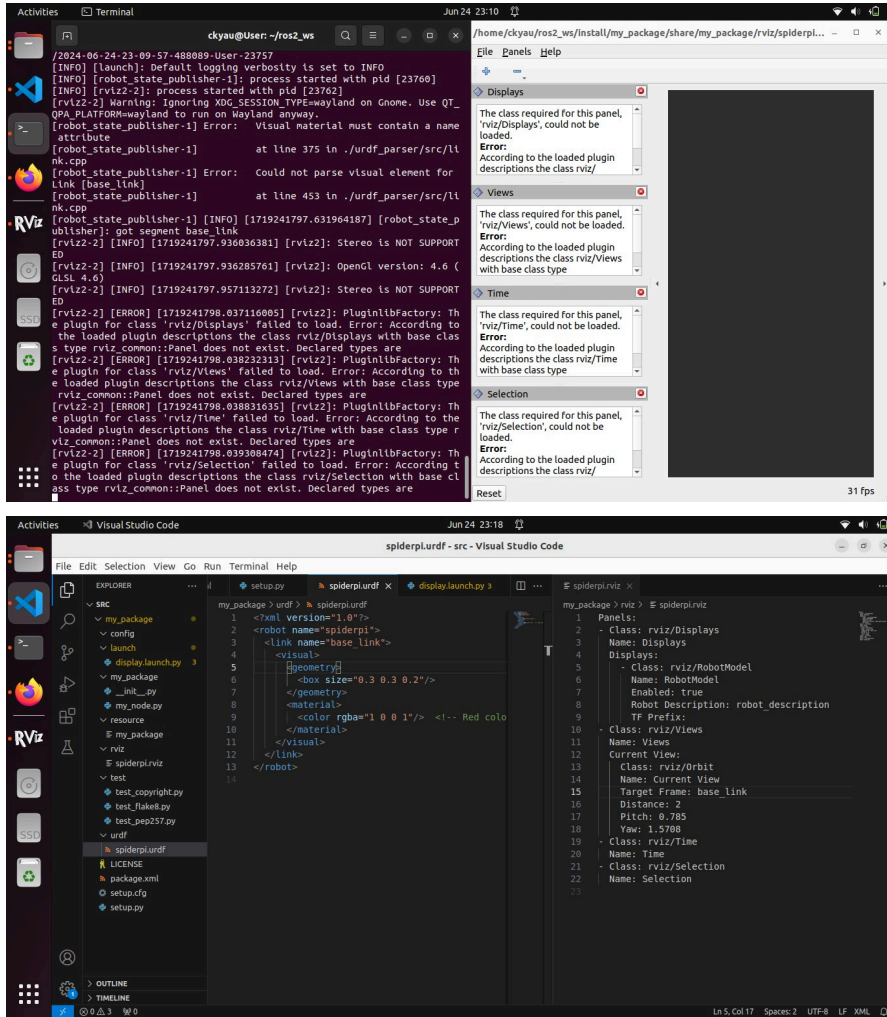 Activities
Terminal
Jun 24 23:10
ckyau@User: ~/ros2_ws
/2024-06-24-23-09-57-488089-User-23757
[INFO] [launch]: Default logging verbosity is set to INFO
[INFO] [robot_state_publisher-1]: process started with pid [23760]
[INFO] [rviz2-2]: process started with pid [23762]
[rviz2-2] Warning: Ignoring XDG_SESSION_TYPE=wayland on Gnome. Use QT_
QPA_PLATFORM=wayland to run on Wayland anyway.
[robot_state_publisher-1] Error:   Visual material must contain a name
 attribute
[robot_state_publisher-1]          at line 375 in ./urdf_parser/src/li
nk.cpp
[robot_state_publisher-1] Error:   Could not parse visual element for
Link [base_link]
[robot_state_publisher-1]          at line 453 in ./urdf_parser/src/li
nk.cpp
[robot_state_publisher-1] [INFO] [1719241797.631964187] [robot_state_p
ublisher]: got segment base_link
[rviz2-2] [INFO] [1719241797.936036381] [rviz2]: Stereo is NOT SUPPORT
ED
[rviz2-2] [INFO] [1719241797.936285761] [rviz2]: OpenGl version: 4.6 (
GLSL 4.6)
[rviz2-2] [INFO] [1719241797.957113272] [rviz2]: Stereo is NOT SUPPORT
ED
[rviz2-2] [ERROR] [1719241798.037116005] [rviz2]: PluginlibFactory: Th
e plugin for class 'rviz/Displays' failed to load. Error: According to
 the loaded plugin descriptions the class rviz/Displays with base clas
s type rviz_common::Panel does not exist. Declared types are
[rviz2-2] [ERROR] [1719241798.038232313] [rviz2]: PluginlibFactory: Th
e plugin for class 'rviz/Views' failed to load. Error: According to th
e loaded plugin descriptions the class rviz/Views with base class type
 rviz_common::Panel does not exist. Declared types are
[rviz2-2] [ERROR] [1719241798.038831635] [rviz2]: PluginlibFactory: Th
e plugin for class 'rviz/Time' failed to load. Error: According to the
 loaded plugin descriptions the class rviz/Time with base class type r
viz_common::Panel does not exist. Declared types are
[rviz2-2] [ERROR] [1719241798.039308474] [rviz2]: PluginlibFactory: Th
e plugin for class 'rviz/Selection' failed to load. Error: According t
o the loaded plugin descriptions the class rviz/Selection with base cl
ass type rviz_common::Panel does not exist. Declared types are
RViz
SSD
/home/ckyau/ros2_ws/install/my_package/share/my_package/rviz/spiderpi...
File Panels Help
Displays
The class required for this panel,
'rviz/Displays', could not be
loaded.
Error:
According to the loaded plugin
descriptions the class rviz/
Views
The class required for this panel,
'rviz/Views', could not be loaded.
Error:
According to the loaded plugin
descriptions the class rviz/Views
with base class type
Time
The class required for this panel,
'rviz/Time', could not be loaded.
Error:
According to the loaded plugin
descriptions the class rviz/Time
with base class type
Selection
The class required for this panel,
'rviz/Selection', could not be
loaded.
Error:
According to the loaded plugin
descriptions the class rviz/
Reset
31 fps
Activities
Visual Studio Code
Jun 24 23:18
spiderpi.urdf - src - Visual Studio Code
File Edit Selection View Go Run Terminal Help
RViz
SSD
EXPLORER
SRC
my_package
config
launch
display.launch.py 3
my_package
__init__.py
my_node.py
resource
my_package
rviz
spiderpi.rviz
test
test_copyright.py
test_flake8.py
test_pep257.py
urdf
spiderpi.urdf
LICENSE
package.xml
setup.cfg
setup.py
OUTLINE
TIMELINE
setup.py
spiderpi.urdf
display.launch.py 3
my_package > urdf > spiderpi.urdf
1 <?xml version="1.0"?>
2 <robot name="spiderpi">
3 <link name="base_link">
4 <visual>
5 <geometry>
6 <box size="0.3 0.3 0.2"/>
7 </geometry>
8 <material>
9 <color rgba="1 0 0 1"/> <!-- Red colo
10 </material>
11 </visual>
12 </link>
13 </robot>
14
spiderpi.rviz
my_package > rviz > spiderpi.rviz
1 Panels:
2 - Class: rviz/Displays
3 Name: Displays
4 Displays:
5 - Class: rviz/RobotModel
6 Name: RobotModel
7 Enabled: true
8 Robot Description: robot_description
9 TF Prefix:
10 - Class: rviz/Views
11 Name: Views
12 Current View:
13 Class: rviz/Orbit
14 Name: Current View
15 Target Frame: base_link
16 Distance: 2
17 Pitch: 0.785
18 Yaw: 1.5708
19 - Class: rviz/Time
20 Name: Time
21 - Class: rviz/Selection
22 Name: Selection
23
0 3 0
Ln 5, Col 17 Spaces: 2 UTF-8 LF XML